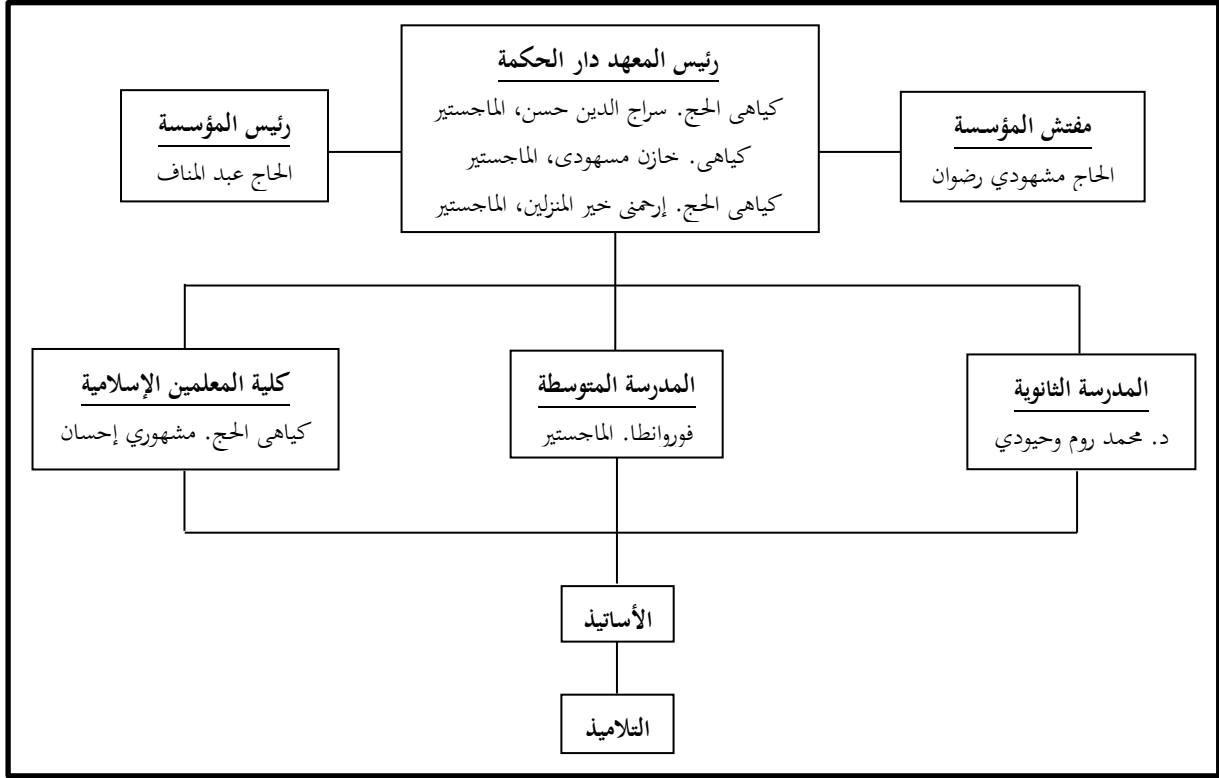 رئيس المعهد دار الحكمة
كياهى الحج. سراج الدين حسن، الماجستير
كياهى. خازن مسهودى، الماجستير
كياهى الحج. إرحمنى خير المنزلين، الماجستير
مفتش المؤسسة
الحاج مشهودي رضوان
رئيس المؤسسة
الحاج عبد المناف
المدرسة الثانوية
د. محمد روم وحيودي
المدرسة المتوسطة
فوروانطا. الماجستير
كلية المعلمين الإسلامية
كياهى الحج. مشهوري إحسان
الأساتيذ
التلاميذ